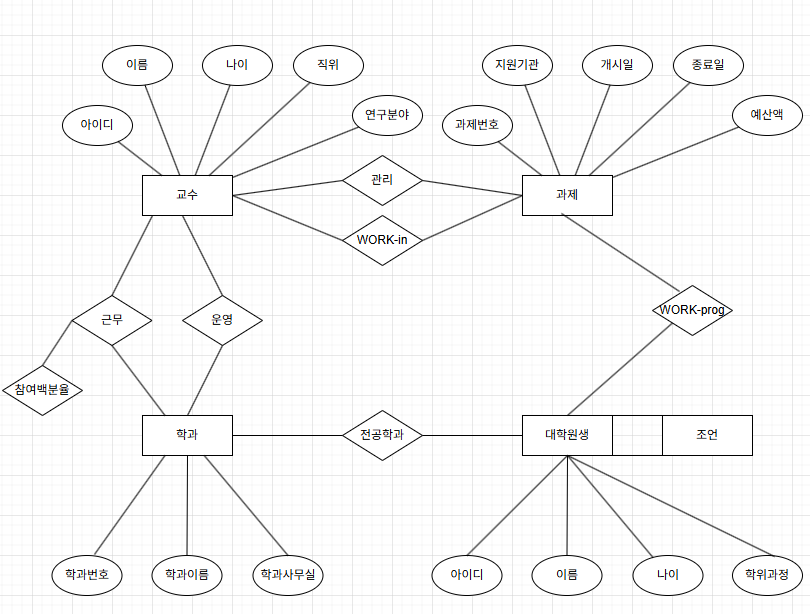 이름
나이
직위
지원기관
개시일
종료일
아이디
연구분야
과제번호
예산액
교수
관리
과제
WORK-in
근무
운영
WORK-prog
참여백분율
학과
전공학과
대학원생
조언
학과번호
학과이름
학과사무실
아이디
이름
나이
학위과정